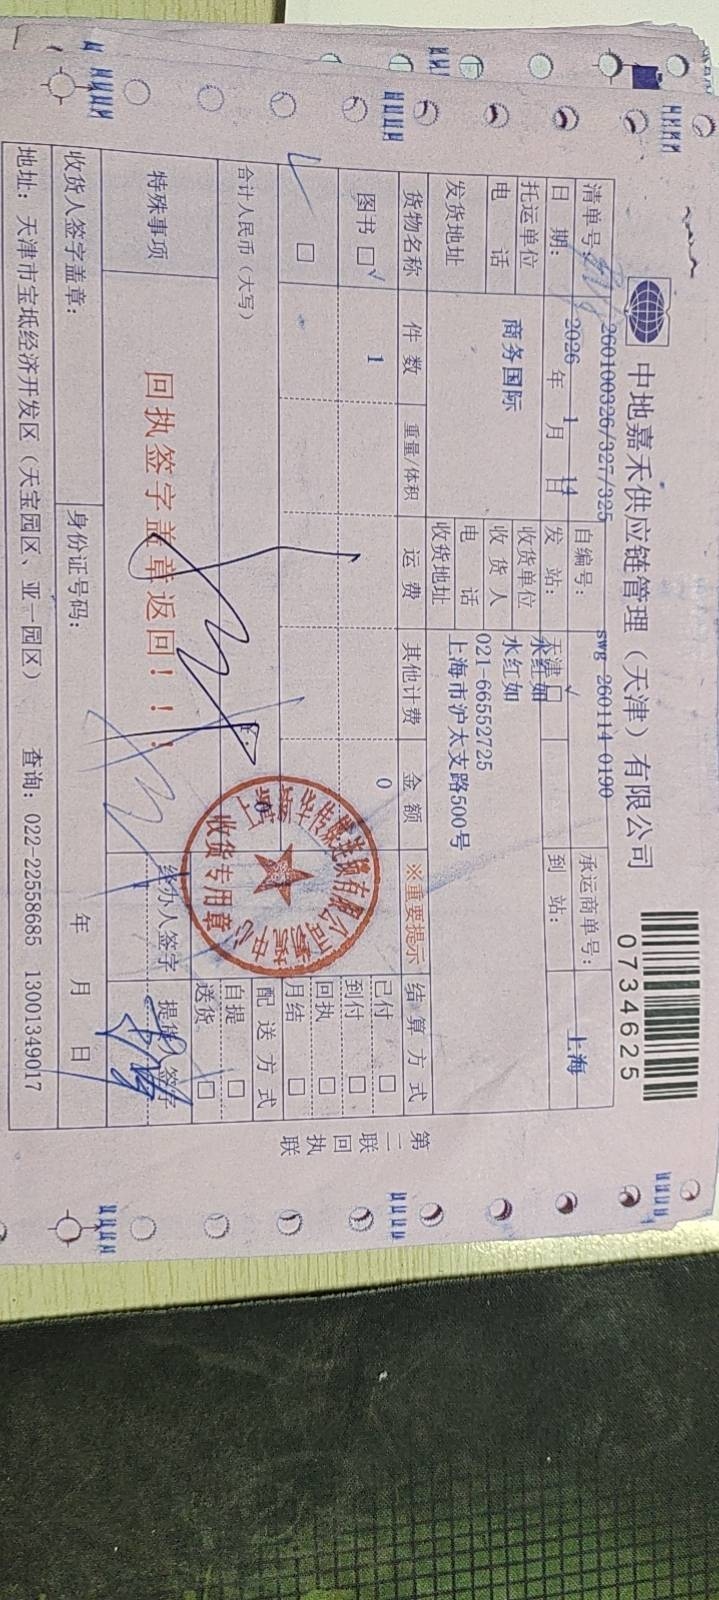 中地嘉禾供应链管理（天津）有限公司
0734625
清单号: 260100326/327/325 自编号: swg 260114-0190 承运商单号:
日 期: 2026 年 1 月 14 日 发 站: 天津 □ √ 到 站: 上海
托运单位 商务国际 收货单位 水红如
电 话 收 货 人 水红如
发货地址 电 话 021-66552725
收货地址 上海市沪太支路500号
货物名称 件 数 重量/体积 运 费 其他计费 金 额 ※重要提示 结 算 方 式
图书 □ √ 1 0 已付 □
到付 □
□ 回执 □
月结 □
合计人民币（大写） ¥: 0 配 送 方 式
自提 □
送货 □
收货专用章
特殊事项 回执签字盖章返回！！！ 经办人签字 提货人签字
收货人签字盖章: 身份证号码: 年 月 日
地址: 天津市宝坻经济开发区（天宝园区、亚一园区） 查询: 022-22558685 13001349017
第二联 回执联